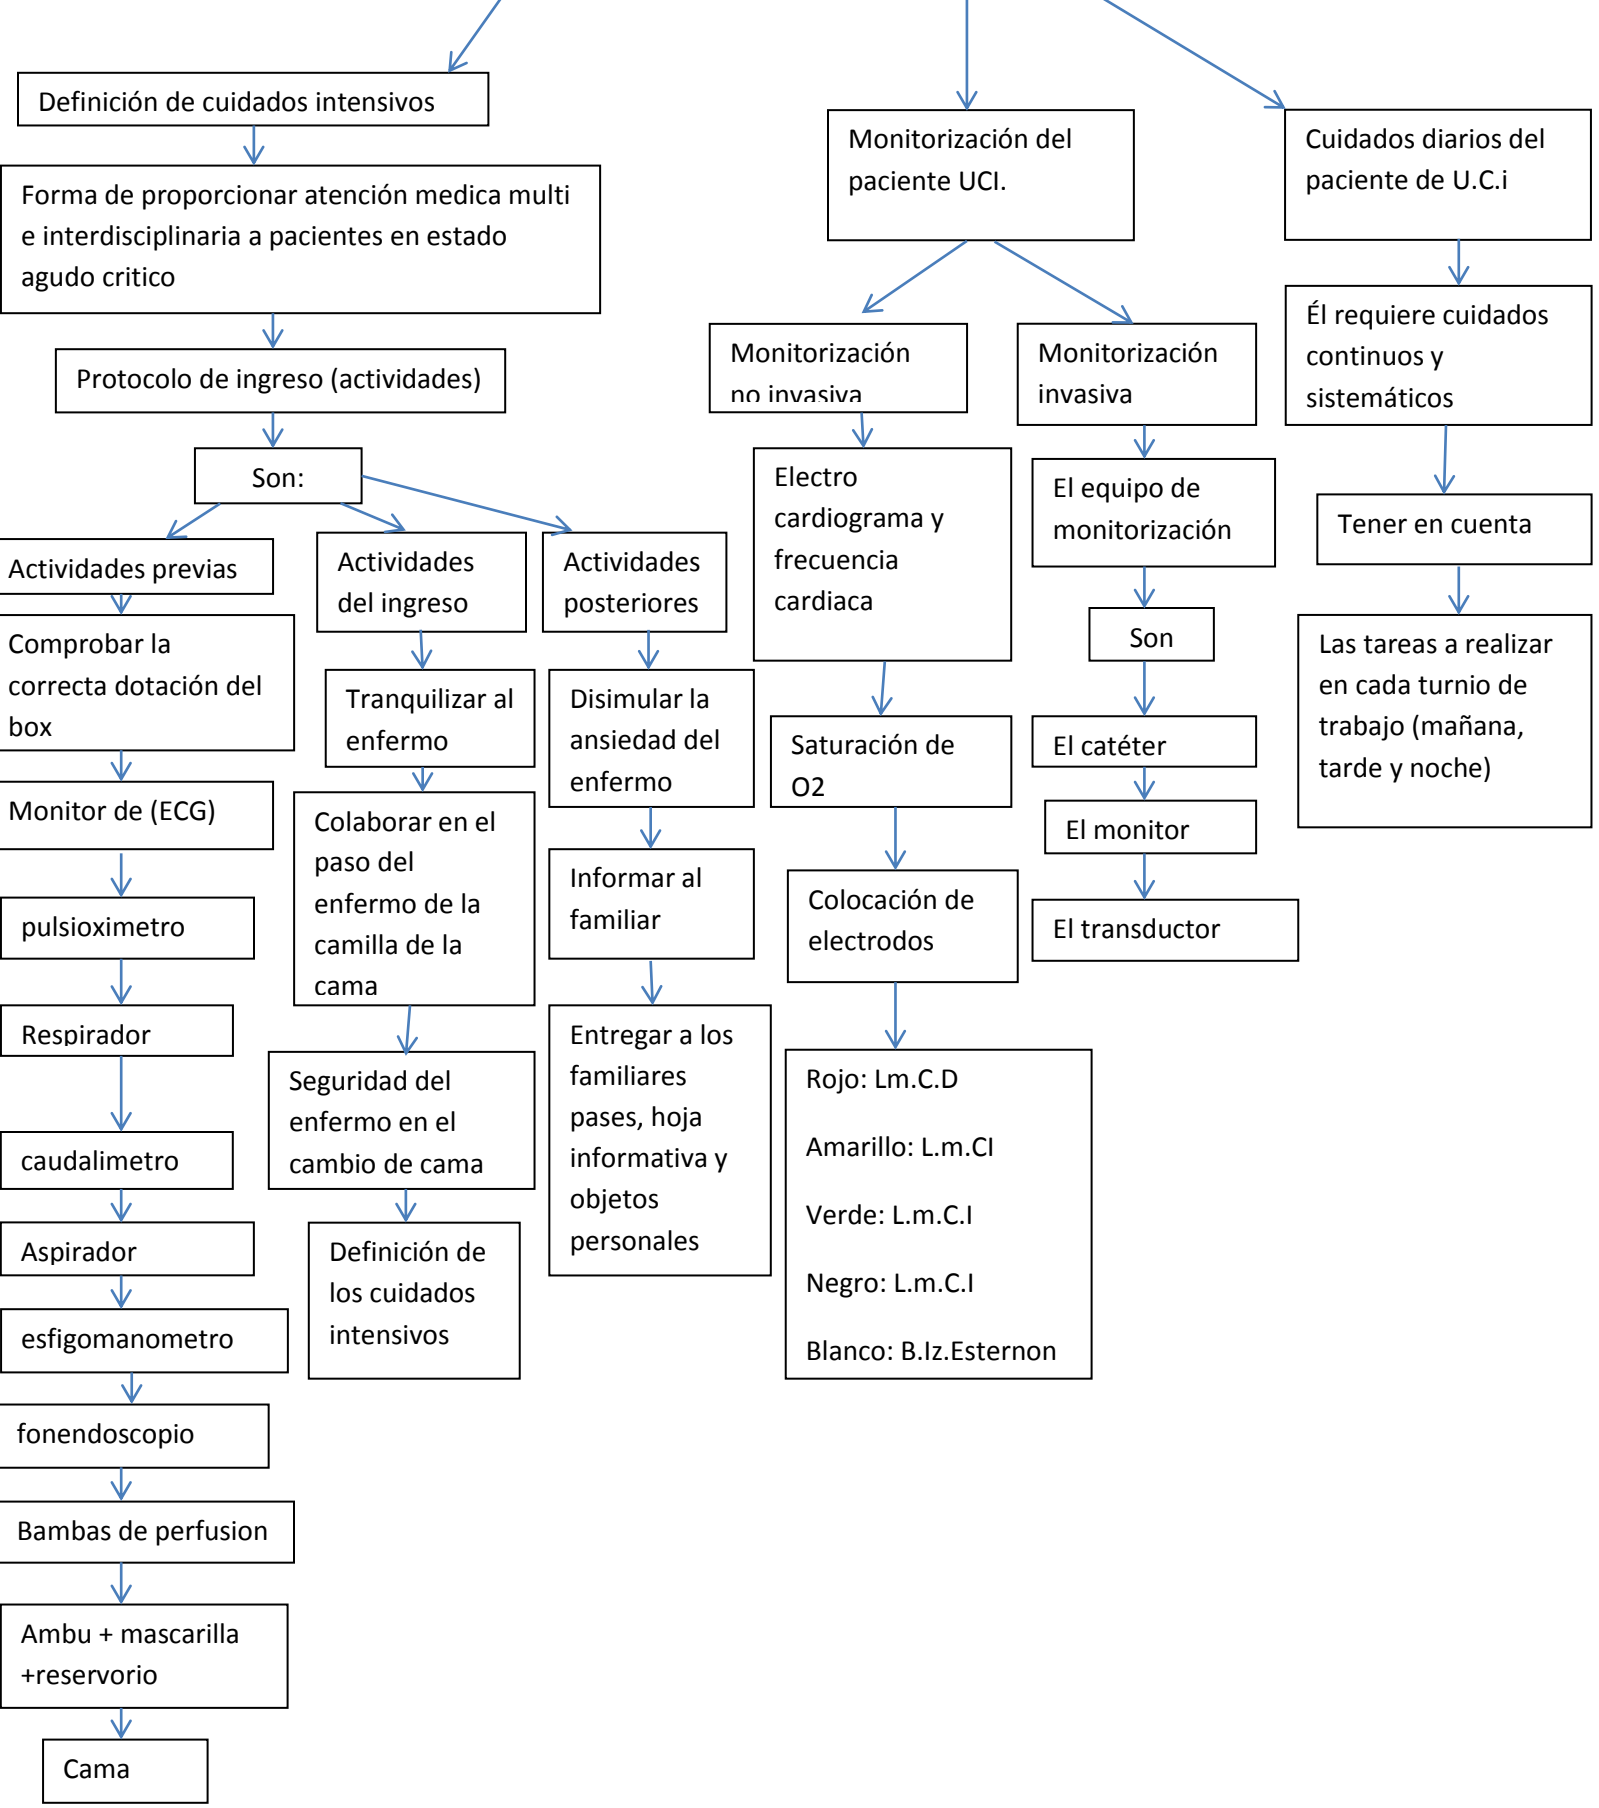 Definición de cuidados intensivos
Forma de proporcionar atención medica multi
e interdisciplinaria a pacientes en estado
agudo critico
Protocolo de ingreso (actividades)
Son:
Actividades previas
Comprobar la
correcta dotación del
box
Monitor de (ECG)
pulsioximetro
Respirador
caudalimetro
Aspirador
esfigomanometro
fonendoscopio
Bambas de perfusion
Ambu + mascarilla
+reservorio
Cama
Actividades
del ingreso
Tranquilizar al
enfermo
Colaborar en el
paso del
enfermo de la
camilla de la
cama
Seguridad del
enfermo en el
cambio de cama
Definición de
los cuidados
intensivos
Actividades
posteriores
Disimular la
ansiedad del
enfermo
Informar al
familiar
Entregar a los
familiares
pases, hoja
informativa y
objetos
personales
Monitorización del
paciente UCI.
Monitorización
no invasiva
Electro
cardiograma y
frecuencia
cardiaca
Saturación de
O2
Colocación de
electrodos
Rojo: Lm.C.D
Amarillo: L.m.CI
Verde: L.m.C.I
Negro: L.m.C.I
Blanco: B.Iz.Esternon
Monitorización
invasiva
El equipo de
monitorización
Son
El catéter
El monitor
El transductor
Cuidados diarios del
paciente de U.C.i
Él requiere cuidados
continuos y
sistemáticos
Tener en cuenta
Las tareas a realizar
en cada turnio de
trabajo (mañana,
tarde y noche)